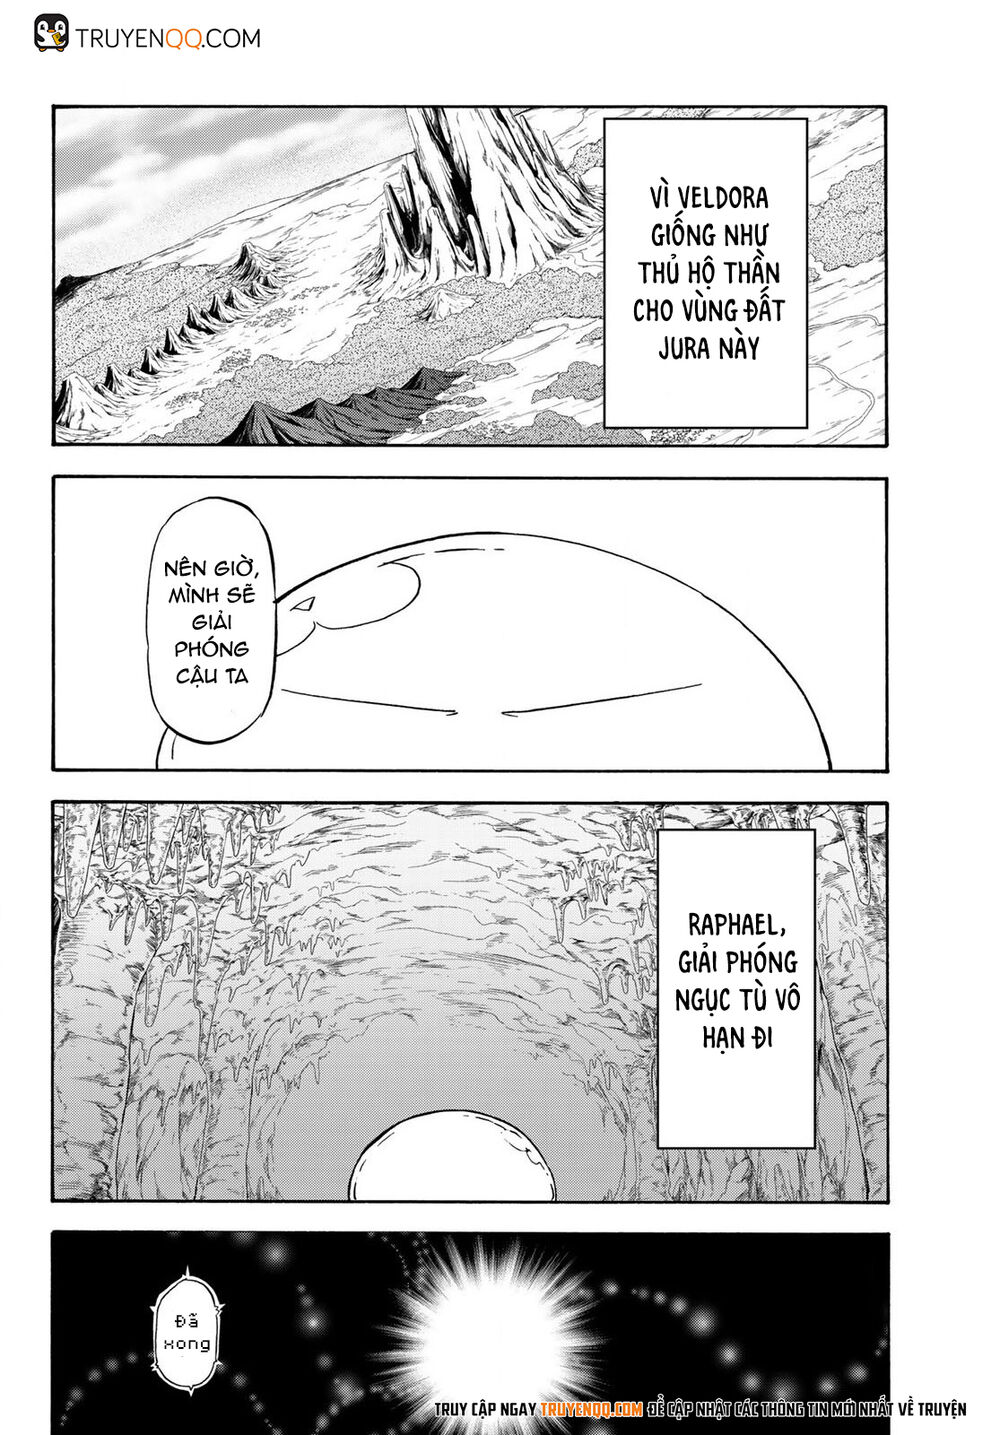 TRUYENQQ.COM
VÌ VELDORA
GIỐNG NHƯ
THỦ HỘ THẦN
CHO VÙNG ĐẤT
JURA NÀY
NÊN GIỜ,
MÌNH SẼ
GIẢI
PHÓNG
CẬU TA
RAPHAEL,
GIẢI PHÓNG
NGỤC TÙ VÔ
HẠN ĐI
Đã
xong
TRUY CẬP NGAY TRUYENQQ.COM ĐỂ CẬP NHẬT CÁC THÔNG TIN MỚI NHẤT VỀ TRUYỆN